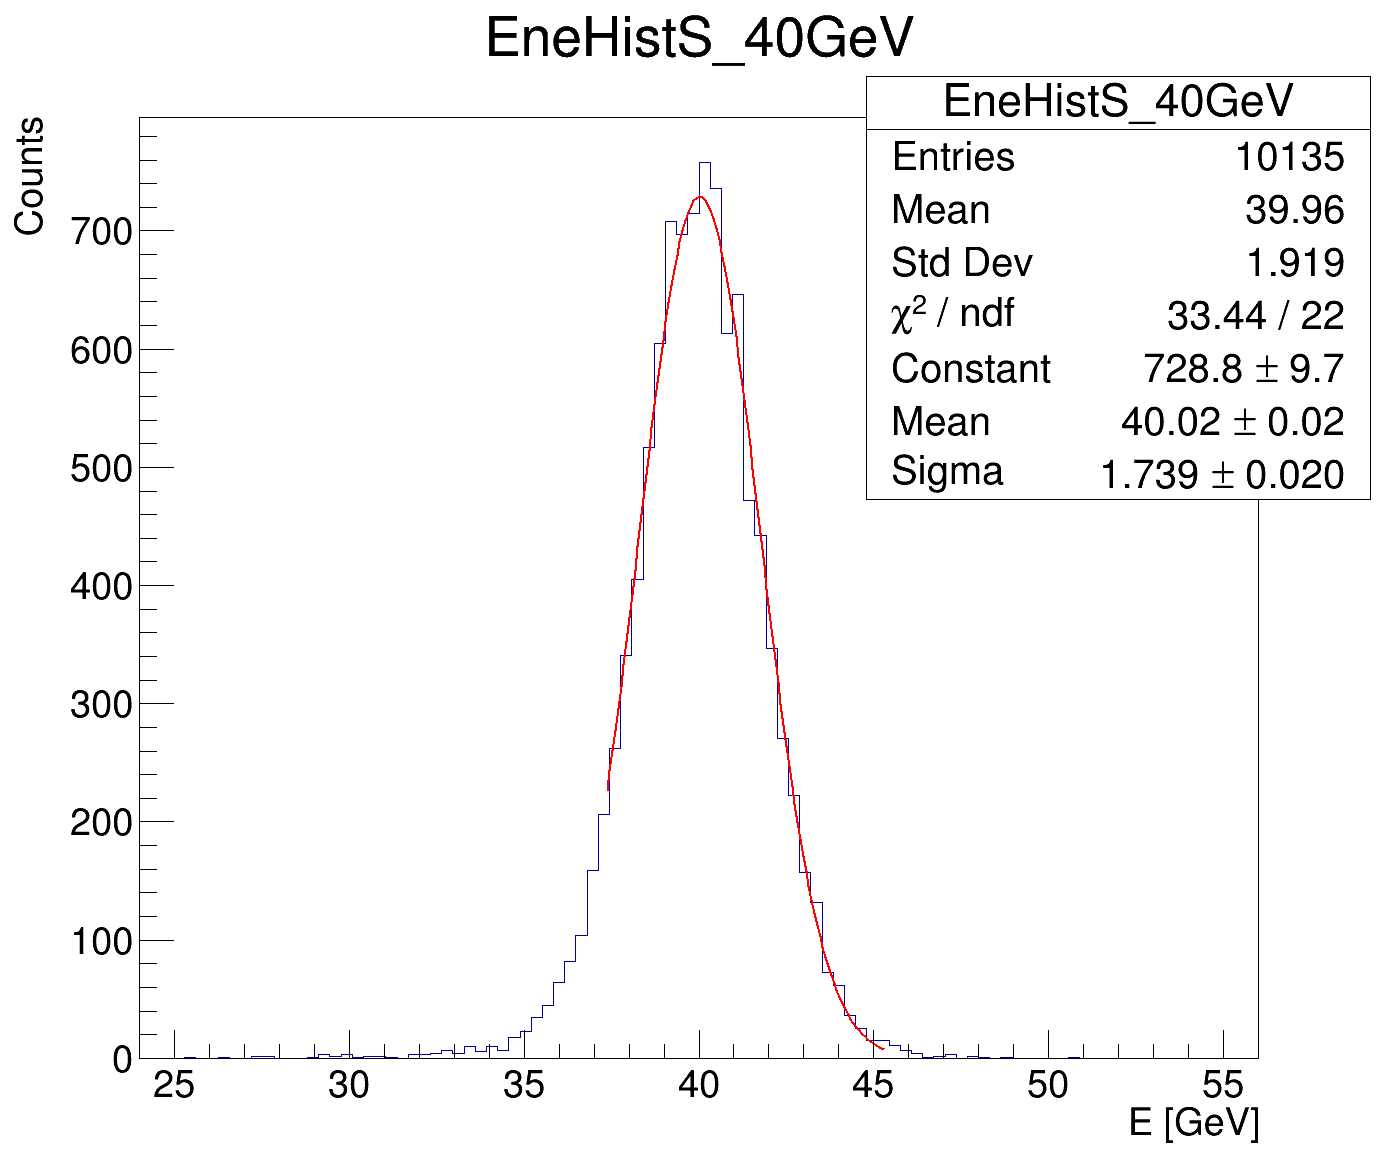 EneHistS_40GeV
EneHistS_40GeV
Entries 10135
Mean 39.96
Std Dev 1.919
χ² / ndf 33.44 / 22
Constant 728.8 ± 9.7
Mean 40.02 ± 0.02
Sigma 1.739 ± 0.020
Counts
700
600
500
400
300
200
100
0
25 30 35 40 45 50 55
E [GeV]